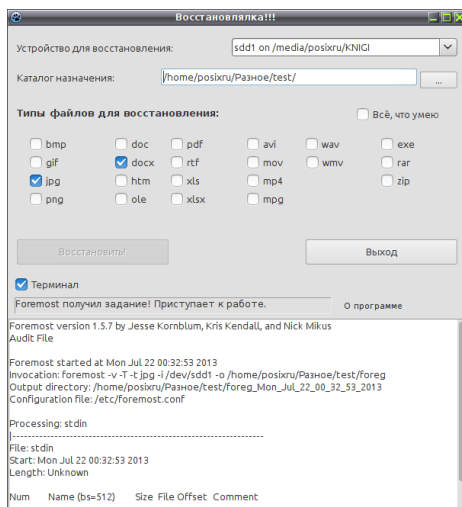 Восстановлялка!!!
Устройство для восстановления: sdd1 on /media/posixru/KNIGI
Каталог назначения: /home/posixru/Разное/test/ ...
Типы файлов для восстановления: Всё, что умею
bmp doc pdf avi wav exe
gif docx rtf mov wmv rar
jpg htm xls mp4 zip
png ole xlsx mpg
Восстановить! Выход
Терминал
Foremost получил задание! Приступает к работе. О программе
Foremost version 1.5.7 by Jesse Kornblum, Kris Kendall, and Nick Mikus
Audit File
Foremost started at Mon Jul 22 00:32:53 2013
Invocation: foremost -v -T -t jpg -i /dev/sdd1 -o /home/posixru/Разное/test/foreg
Output directory: /home/posixru/Разное/test/foreg_Mon_Jul_22_00_32_53_2013
Configuration file: /etc/foremost.conf
Processing: stdin
|------------------------------------------------------------------
File: stdin
Start: Mon Jul 22 00:32:53 2013
Length: Unknown
Num Name (bs=512) Size File Offset Comment